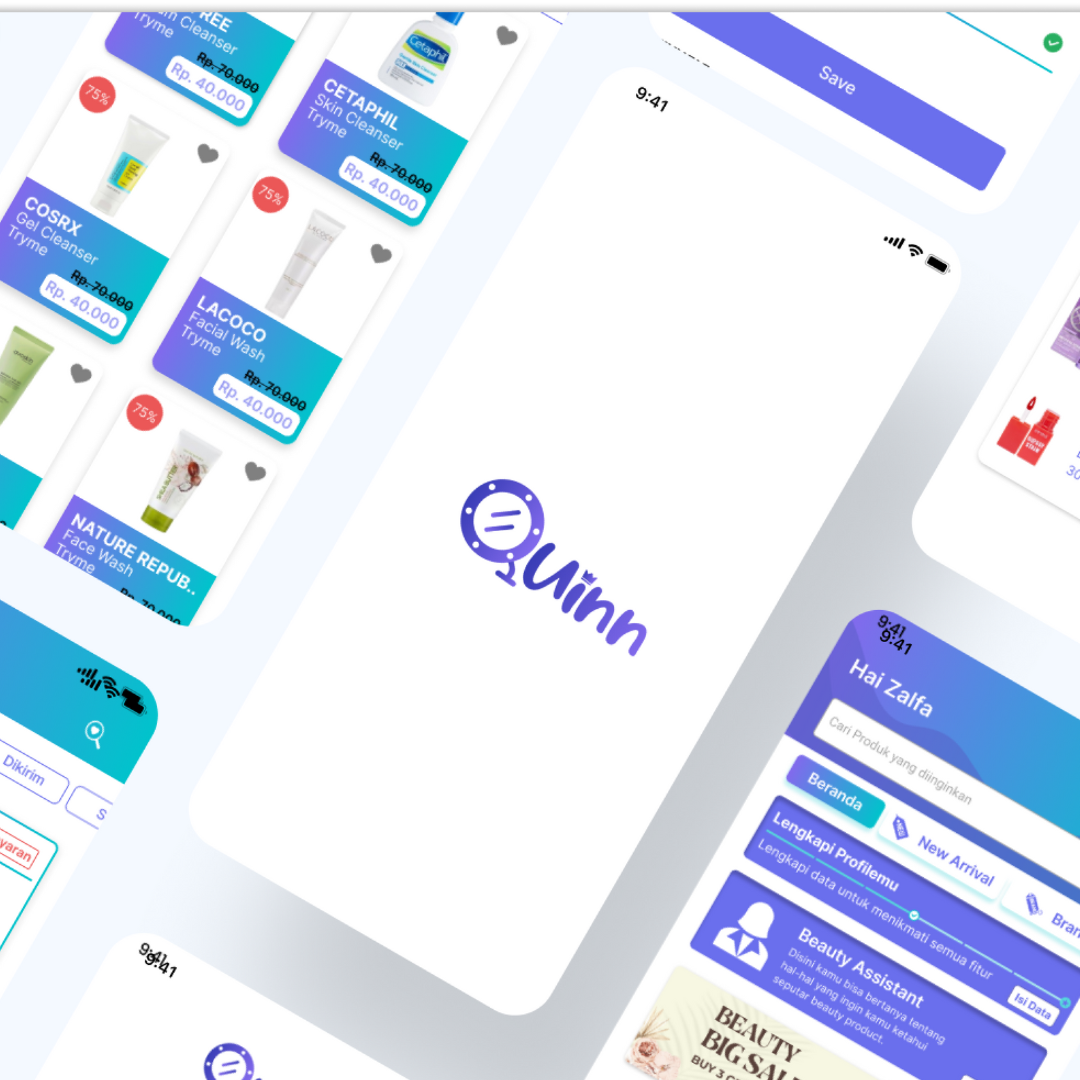 REE
Cleanser
Tryme
Rp. 70.000
Rp. 40.000
Cetaphil
CETAPHIL
Skin Cleanser
Tryme
Rp. 70.000
Rp. 40.000
75%
COSRX
Gel Cleanser
Tryme
Rp. 70.000
Rp. 40.000
75%
LACOCO
LACOCO
Facial Wash
Tryme
Rp. 70.000
Rp. 40.000
75%
SHEA BUTTER
NATURE REPUB..
Face Wash
Tryme
Rp. 70.000
Save
9:41
Quinn
30
Dikirim
S
yaran
9:41
9:41
9:41
9:41
Hai Zalfa
Cari Produk yang diinginkan
Beranda
NEW
New Arrival
Bran
Lengkapi Profilemu
Lengkapi data untuk menikmati semua fitur
Isi Data
Beauty Assistant
Disini kamu bisa bertanya tentang
hal-hal yang ingin kamu ketahui
seputar beauty product.
BEAUTY
BIG SAL
BUY 3 G